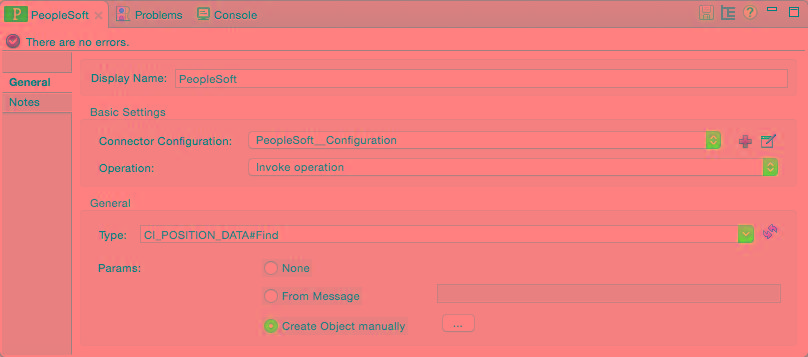 PeopleSoft Problems Console
There are no errors.
General
Notes
Display Name: PeopleSoft
Basic Settings
Connector Configuration: PeopleSoft__Configuration
Operation: Invoke operation
General
Type: CI_POSITION_DATA#Find
Params: None
From Message
Create Object manually ...